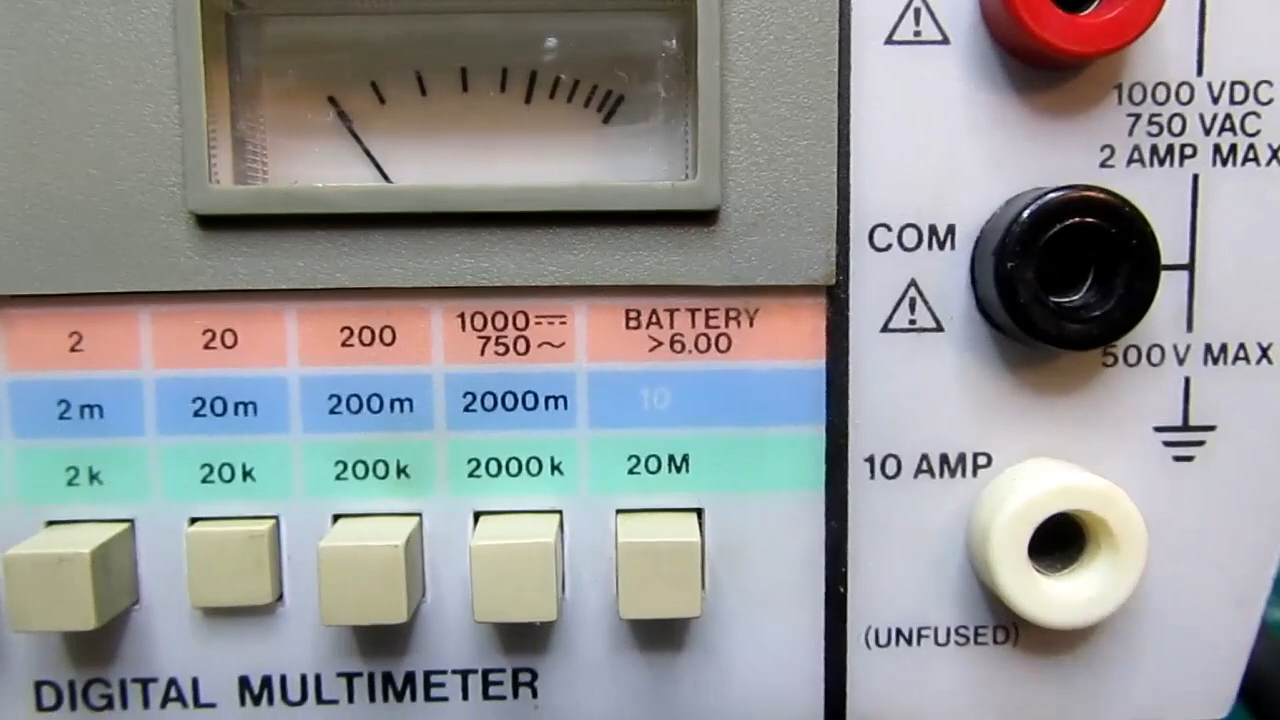 1000 VDC
750 VAC
2 AMP MAX
COM
500V MAX
10 AMP
(UNFUSED)
2 20 200 1000⎓ BATTERY
750∼ >6.00
2m 20m 200m 2000m 10
2k 20k 200k 2000k 20M
DIGITAL MULTIMETER